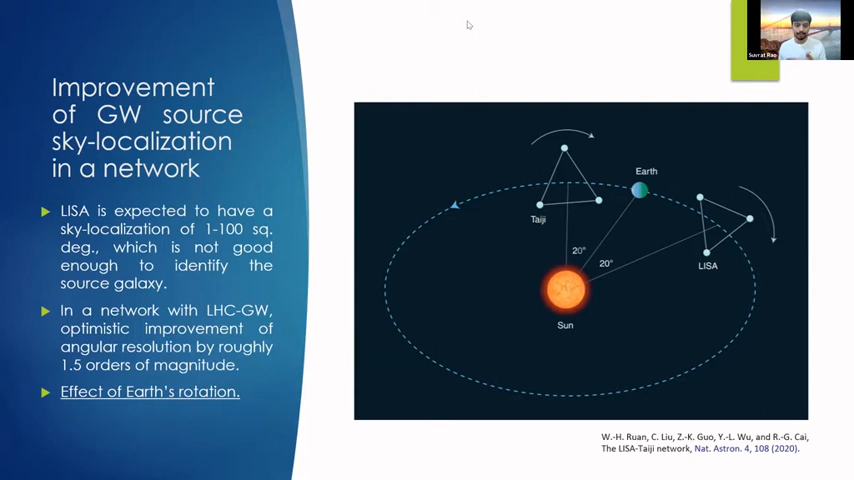 Suvrat Rao
Improvement
of GW source
sky-localization
in a network
LISA is expected to have a
sky-localization of 1-100 sq.
deg., which is not good
enough to identify the
source galaxy.
In a network with LHC-GW,
optimistic improvement of
angular resolution by roughly
1.5 orders of magnitude.
Effect of Earth's rotation.
Earth
Taiji
20°
20°
LISA
Sun
W.-H. Ruan, C. Liu, Z.-K. Guo, Y.-L. Wu, and R.-G. Cai,
The LISA-Taiji network, Nat. Astron. 4, 108 (2020).